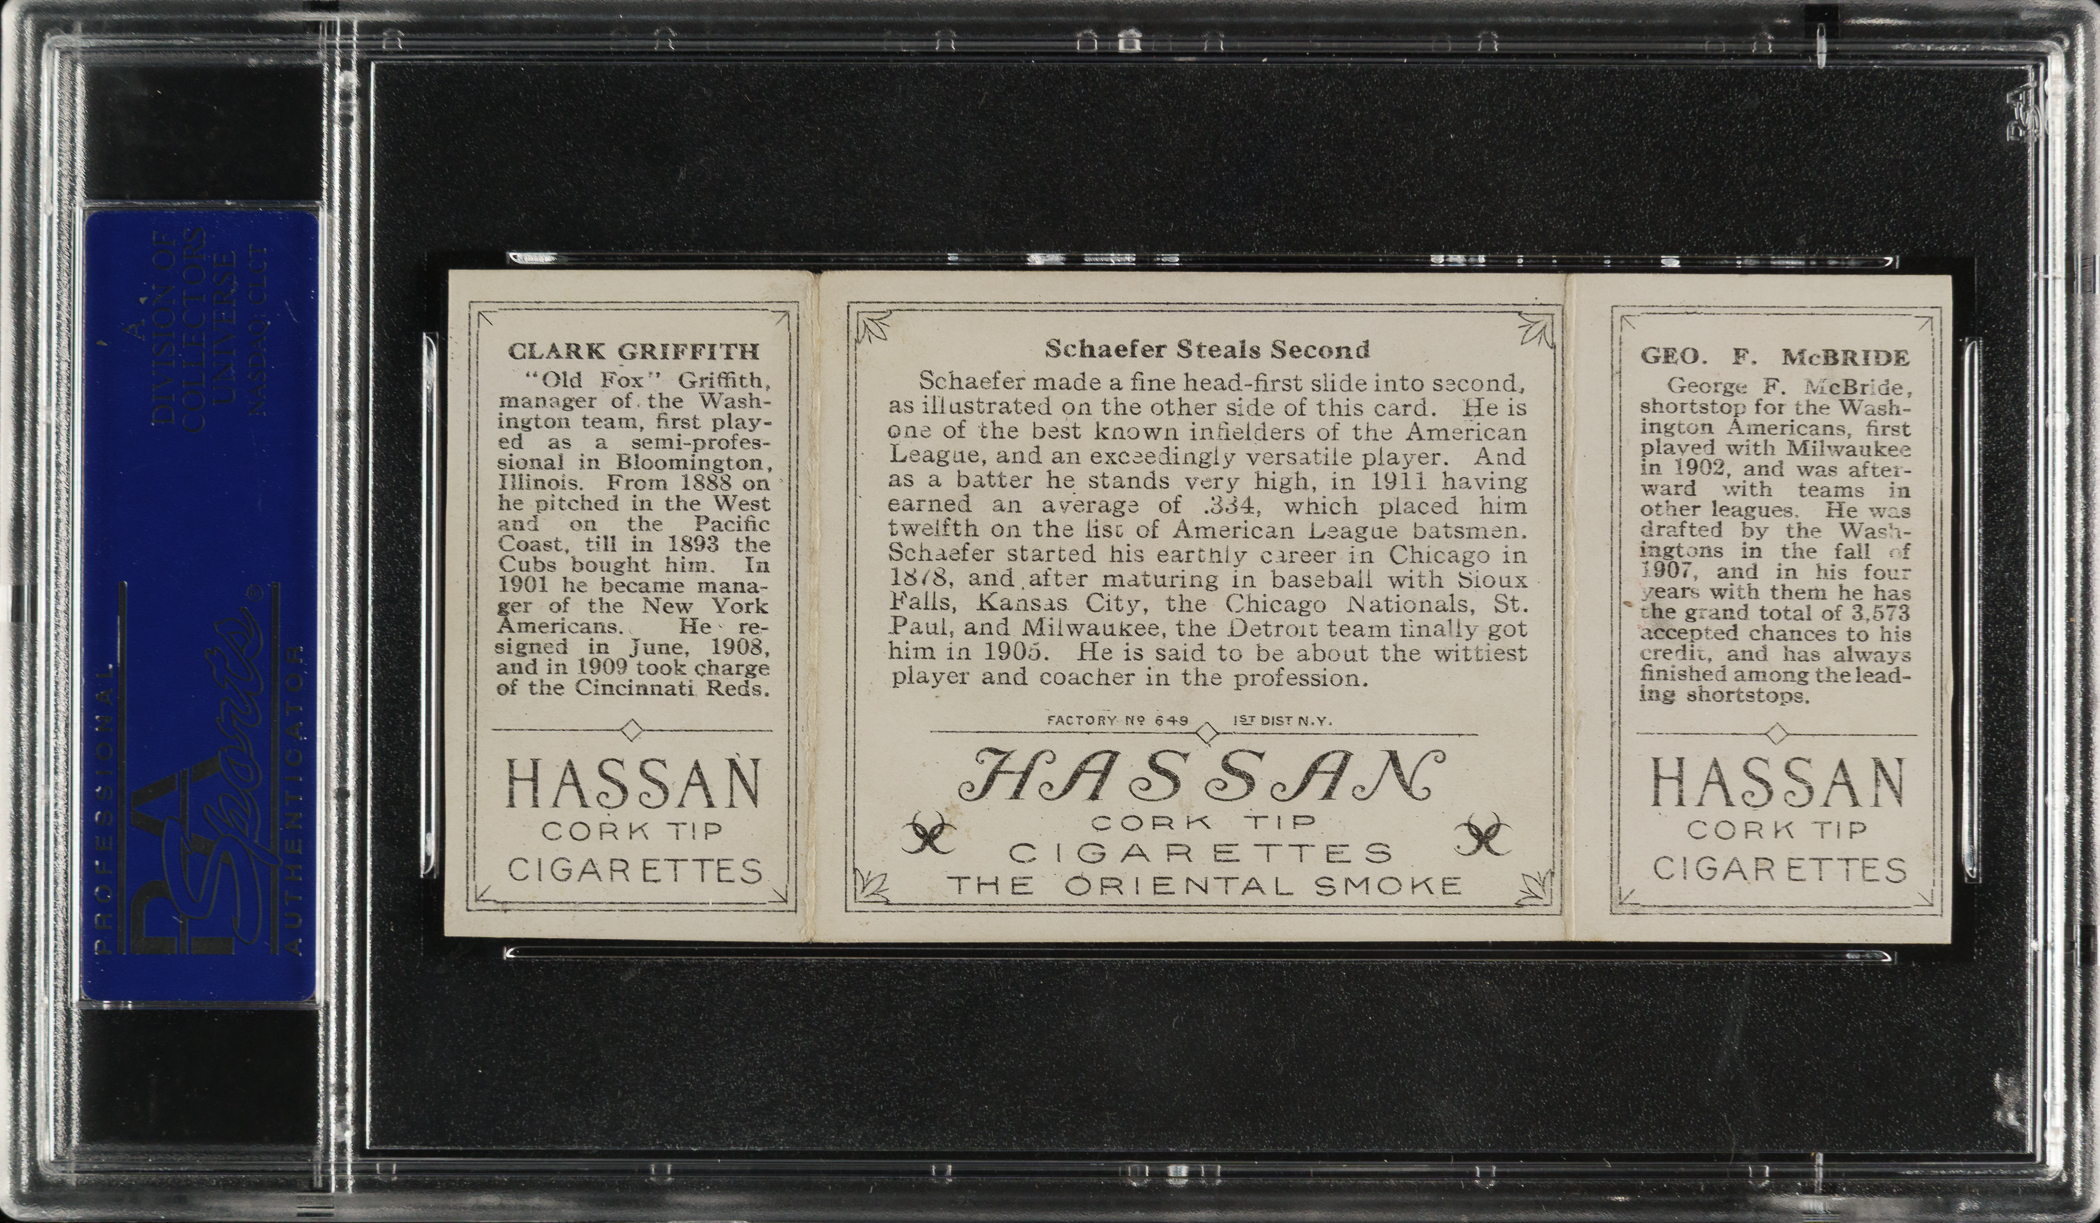 A
DIVISION OF
COLLECTORS
UNIVERSE
NASDAQ: CLCT
PROFESSIONAL
PSA
Sports®
AUTHENTICATOR
CLARK GRIFFITH
"Old Fox" Griffith,
manager of the Wash-
ington team, first play-
ed as a semi-profes-
sional in Bloomington,
Illinois. From 1888 on
he pitched in the West
and on the Pacific
Coast, till in 1893 the
Cubs bought him. In
1901 he became mana-
ger of the New York
Americans. He re-
signed in June, 1908,
and in 1909 took charge
of the Cincinnati Reds.
HASSAN
CORK TIP
CIGARETTES
Schaefer Steals Second
Schaefer made a fine head-first slide into second,
as illustrated on the other side of this card. He is
one of the best known infielders of the American
League, and an exceedingly versatile player. And
as a batter he stands very high, in 1911 having
earned an average of .334, which placed him
twelfth on the list of American League batsmen.
Schaefer started his earthly career in Chicago in
1878, and after maturing in baseball with Sioux
Falls, Kansas City, the Chicago Nationals, St.
Paul, and Milwaukee, the Detroit team finally got
him in 1905. He is said to be about the wittiest
player and coacher in the profession.
FACTORY Nº 649 1ST DIST N.Y.
HASSAN
CORK TIP
CIGARETTES
THE ORIENTAL SMOKE
GEO. F. McBRIDE
George F. McBride,
shortstop for the Wash-
ington Americans, first
played with Milwaukee
in 1902, and was after-
ward with teams in
other leagues. He was
drafted by the Wash-
ingtons in the fall of
1907, and in his four
years with them he has
the grand total of 3,573
accepted chances to his
credit, and has always
finished among the lead-
ing shortstops.
HASSAN
CORK TIP
CIGARETTES
PSA